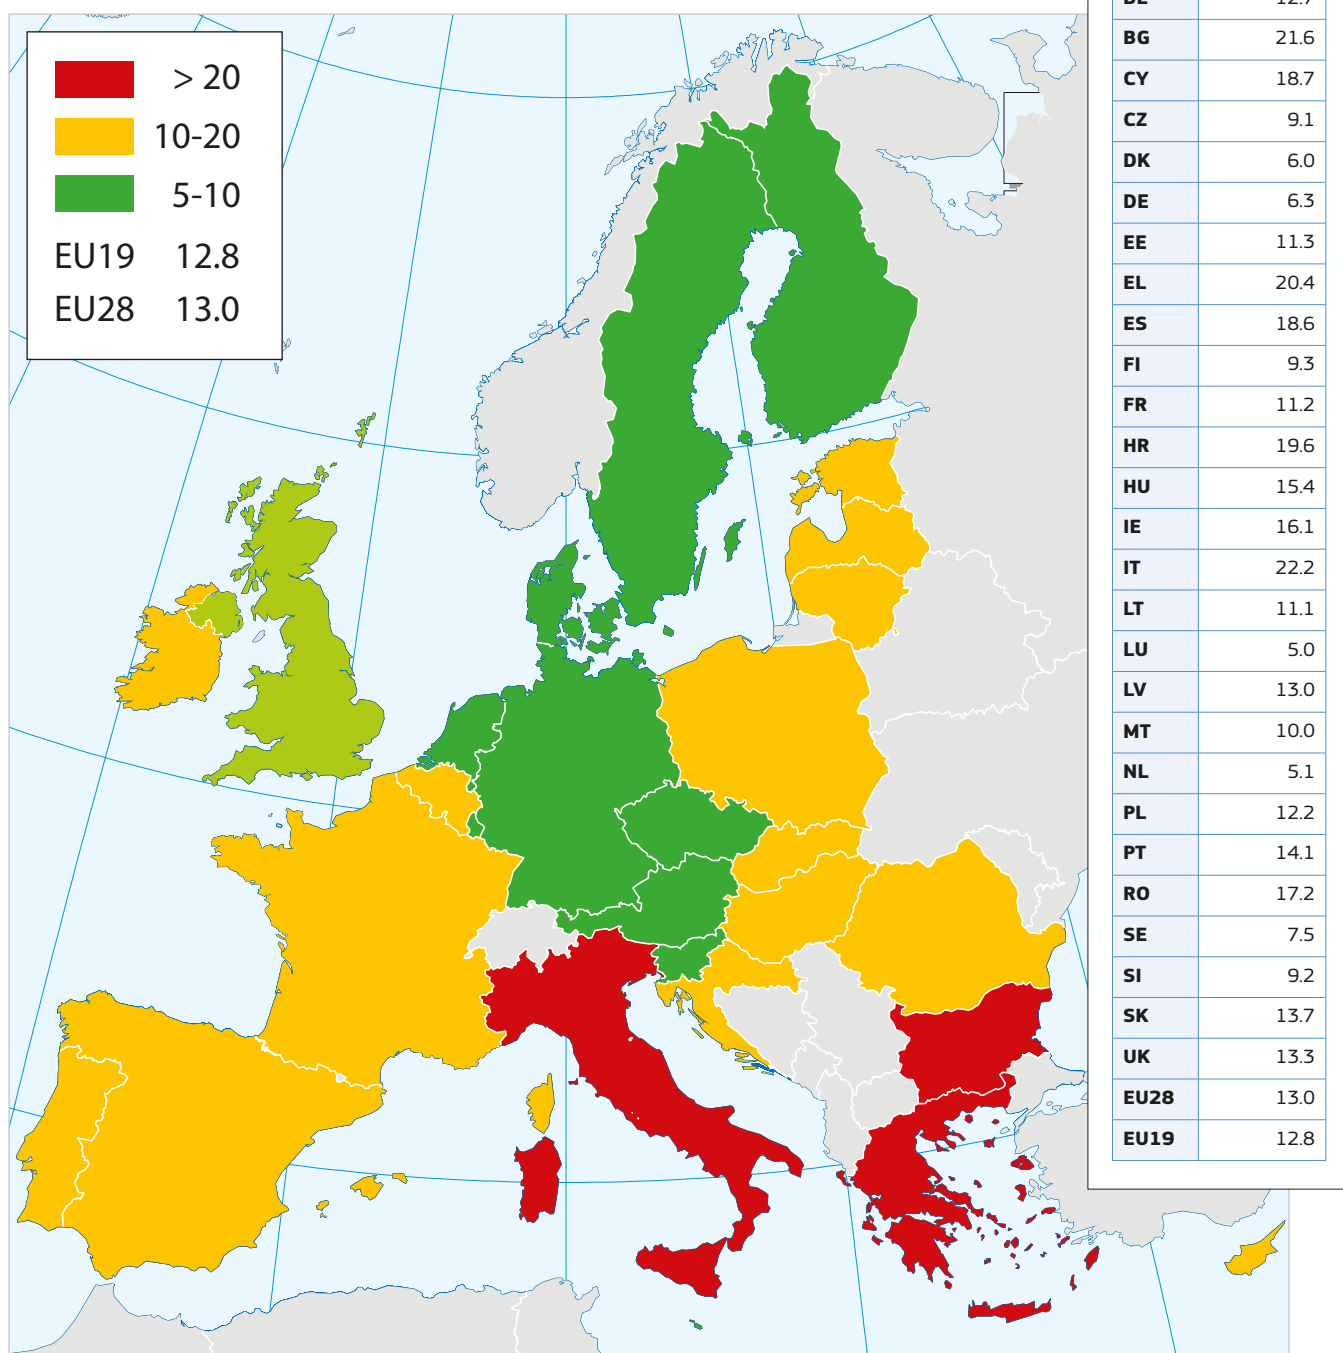 > 20
10-20
5-10
EU19 12.8
EU28 13.0
BE 12.7
BG 21.6
CY 18.7
CZ 9.1
DK 6.0
DE 6.3
EE 11.3
EL 20.4
ES 18.6
FI 9.3
FR 11.2
HR 19.6
HU 15.4
IE 16.1
IT 22.2
LT 11.1
LU 5.0
LV 13.0
MT 10.0
NL 5.1
PL 12.2
PT 14.1
RO 17.2
SE 7.5
SI 9.2
SK 13.7
UK 13.3
EU28 13.0
EU19 12.8